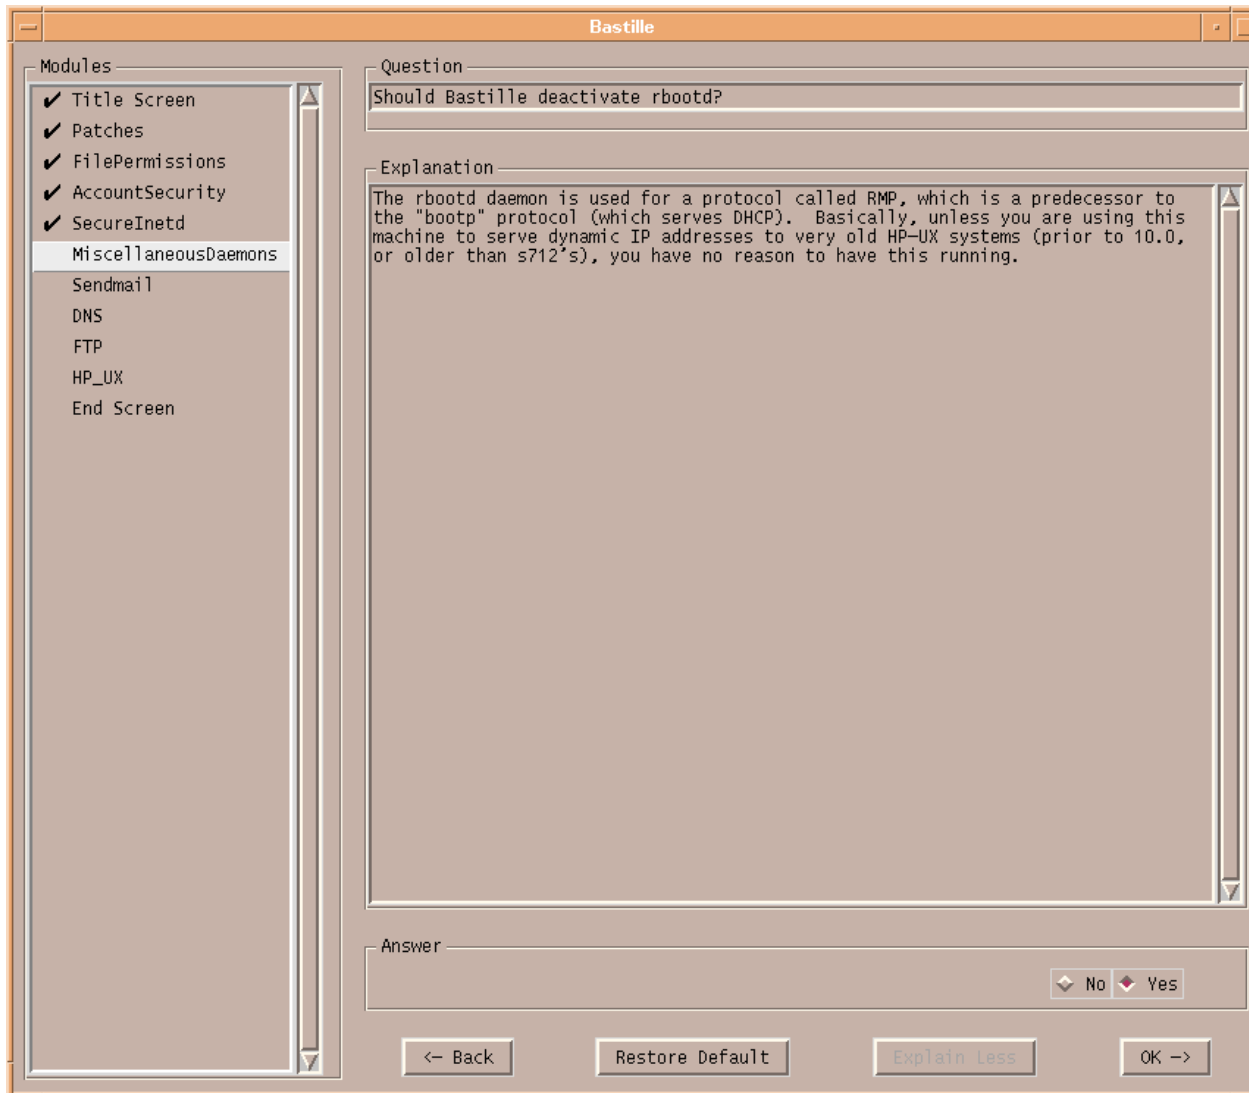 Bastille
Modules
Title Screen
Patches
FilePermissions
AccountSecurity
SecureInetd
MiscellaneousDaemons
Sendmail
DNS
FTP
HP_UX
End Screen
Question
Should Bastille deactivate rbootd?
Explanation
The rbootd daemon is used for a protocol called RMP, which is a predecessor to
the "bootp" protocol (which serves DHCP).  Basically, unless you are using this
machine to serve dynamic IP addresses to very old HP-UX systems (prior to 10.0,
or older than s712's), you have no reason to have this running.
Answer
No Yes
<- Back Restore Default Explain Less OK ->